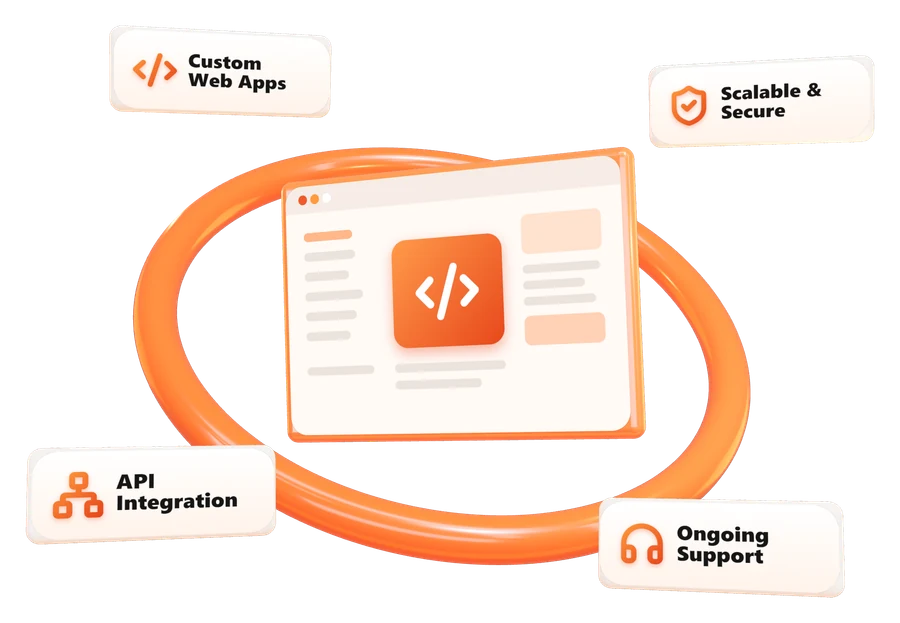 Custom
Web Apps
Scalable &
Secure
API
Integration
Ongoing
Support